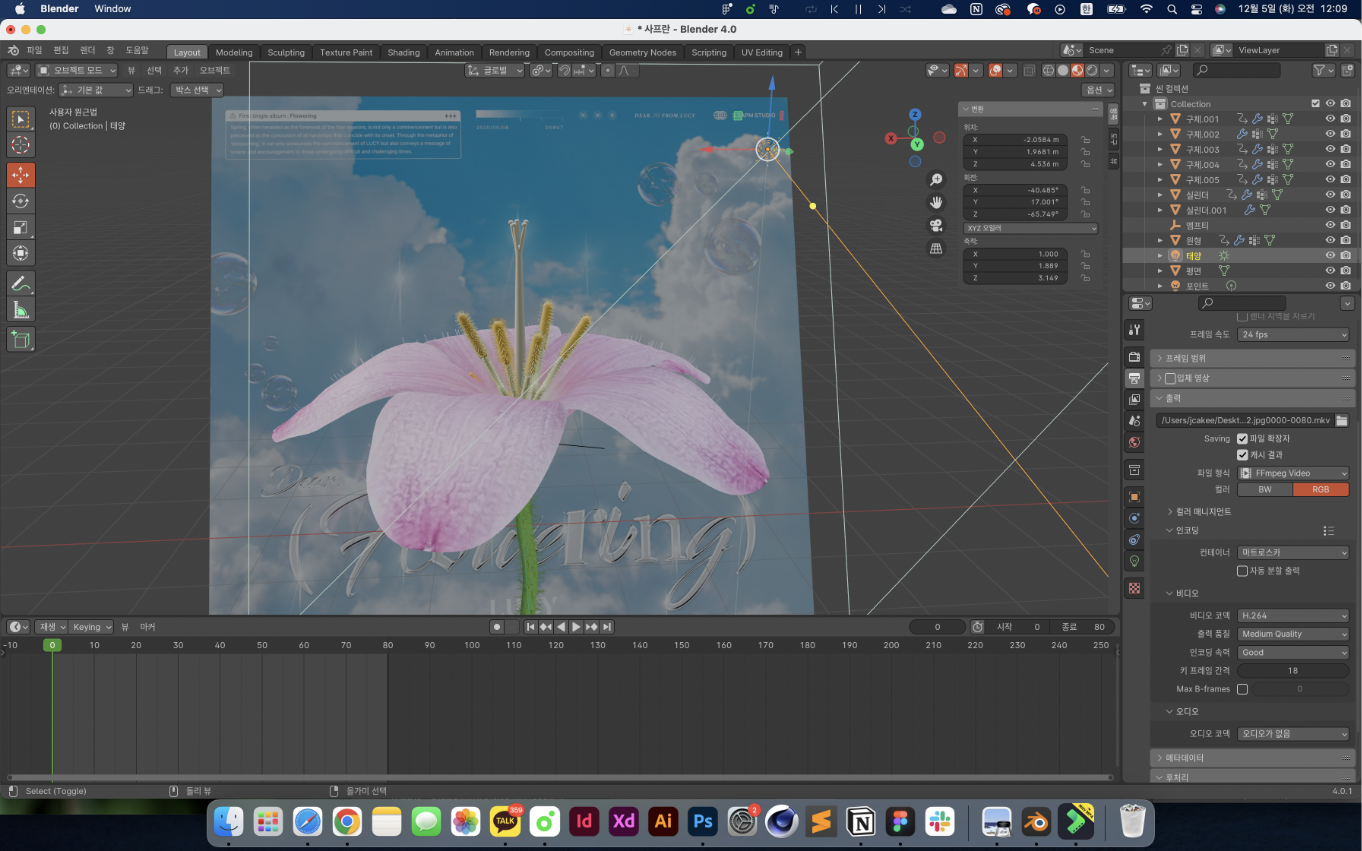 Blender Window
한
12월 5일 (화) 오전 12:09
* 사프란 - Blender 4.0
파일 편집 렌더 창 도움말
Layout Modeling Sculpting Texture Paint Shading Animation Rendering Compositing Geometry Nodes Scripting UV Editing +
Scene
ViewLayer
오브젝트 모드 뷰 선택 추가 오브젝트
글로벌
오리엔테이션: 기본 값 드래그: 박스 선택
옵션
사용자 원근법
(0) Collection | 태양
First single album : Flowering
DEBUT
Z
X
Y
변환
위치:
X -2.0584 m
Y 1.9681 m
Z 4.536 m
회전:
X -40.485°
Y 17.001°
Z -65.749°
XYZ 오일러
축적:
X 1.000
Y 1.889
Z 3.149
씬 컬렉션
Collection
구체.001
구체.002
구체.003
구체.004
구체.005
실린더
실린더.001
엠프티
원형
태양
평면
포인트
프레임 속도 24 fps
프레임 범위
입체 영상
출력
/Users/jcakee/Deskt...2.jpg0000-0080.mkv
Saving 파일 확장자
캐시 결과
파일 형식 FFmpeg Video
컬러 BW RGB
컬러 매니지먼트
인코딩
컨테이너 마트로스카
자동 분할 출력
비디오
비디오 코덱 H.264
출력 품질 Medium Quality
인코딩 속력 Good
키 프레임 간격 18
Max B-frames 0
오디오
오디오 코덱 오디오가 없음
메타데이터
후처리
Dear.
(Flowering)
재생 Keying 뷰 마커
0 시작 0 종료 80
-10 0 10 20 30 40 50 60 70 80 90 100 110 120 130 140 150 160 170 180 190 200 210 220 230 240 250
Select (Toggle) 돌리 뷰 올가미 선택
4.0.1
TALK
359
Id
Xd
Ai
Ps
2
N